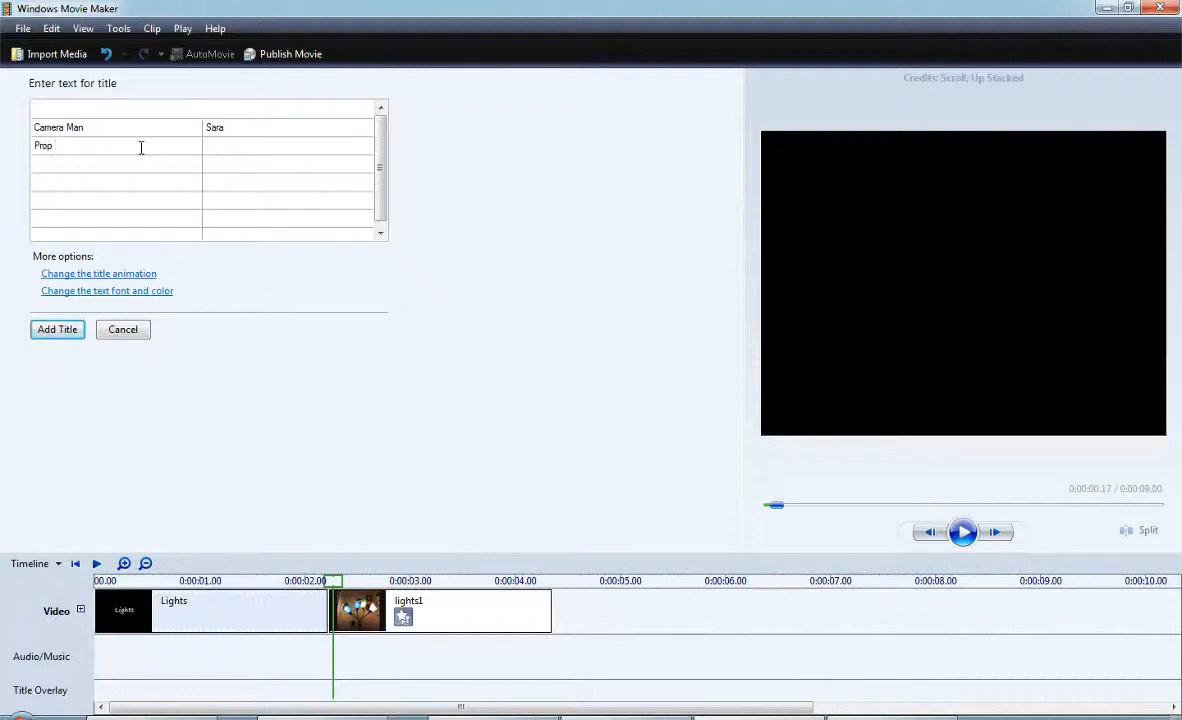 Windows Movie Maker
File Edit View Tools Clip Play Help
Import Media AutoMovie Publish Movie
Enter text for title
Credits: Scroll, Up Stacked
Camera Man Sara
Prop
More options:
Change the title animation
Change the text font and color
Add Title Cancel
0:00:00.17 / 0:00:09.00
Split
Timeline
00.00 0:00:01.00 0:00:02.00 0:00:03.00 0:00:04.00 0:00:05.00 0:00:06.00 0:00:07.00 0:00:08.00 0:00:09.00 0:00:10.00
Video Lights Lights lights1
Audio/Music
Title Overlay